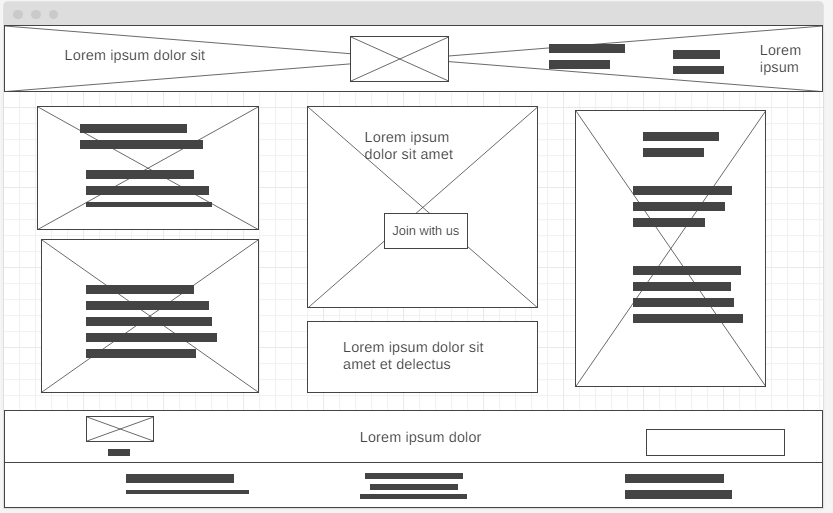 Lorem ipsum dolor sit
Lorem
ipsum
Lorem ipsum
dolor sit amet
Join with us
Lorem ipsum dolor sit
amet et delectus
Lorem ipsum dolor